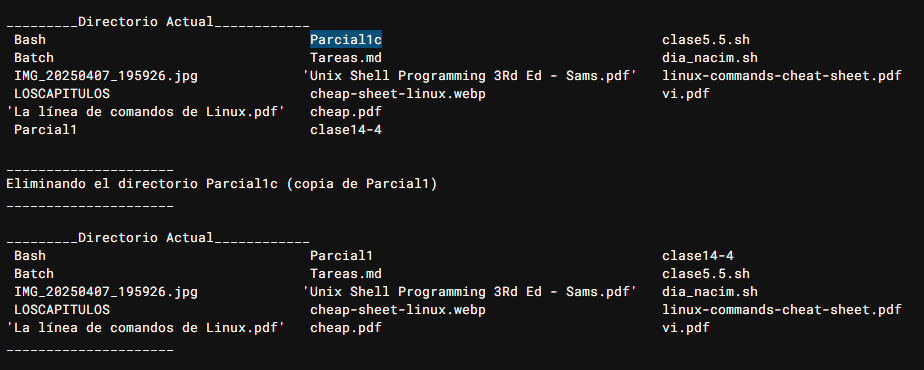 _________Directorio Actual____________
Bash Parcial1c clase5.5.sh
Batch Tareas.md dia_nacim.sh
IMG_20250407_195926.jpg 'Unix Shell Programming 3Rd Ed - Sams.pdf' linux-commands-cheat-sheet.pdf
LOSCAPITULOS cheap-sheet-linux.webp vi.pdf
'La línea de comandos de Linux.pdf' cheap.pdf
Parcial1 clase14-4
_____________________
Eliminando el directorio Parcial1c (copia de Parcial1)
_____________________
_________Directorio Actual____________
Bash Parcial1 clase14-4
Batch Tareas.md clase5.5.sh
IMG_20250407_195926.jpg 'Unix Shell Programming 3Rd Ed - Sams.pdf' dia_nacim.sh
LOSCAPITULOS cheap-sheet-linux.webp linux-commands-cheat-sheet.pdf
'La línea de comandos de Linux.pdf' cheap.pdf vi.pdf
_____________________